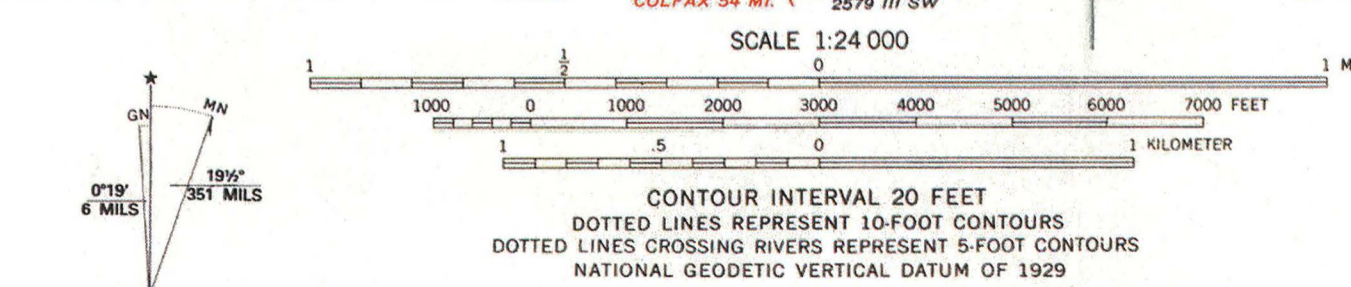 COLFAX 54 MI.
2579 III SW
SCALE 1:24 000
1 ½ 0 1 M
1000 0 1000 2000 3000 4000 5000 6000 7000 FEET
1 .5 0 1 KILOMETER
★
GN MN
0°19'
6 MILS
19½°
351 MILS
CONTOUR INTERVAL 20 FEET
DOTTED LINES REPRESENT 10-FOOT CONTOURS
DOTTED LINES CROSSING RIVERS REPRESENT 5-FOOT CONTOURS
NATIONAL GEODETIC VERTICAL DATUM OF 1929